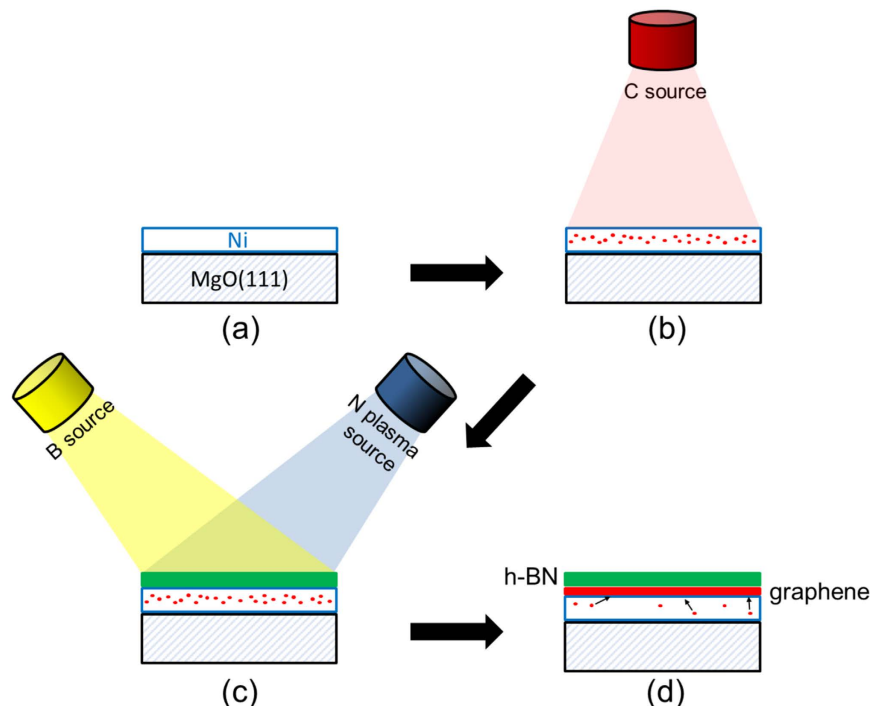 C source
Ni
MgO(111)
(a)
(b)
B source
N plasma
source
h-BN
graphene
(c)
(d)